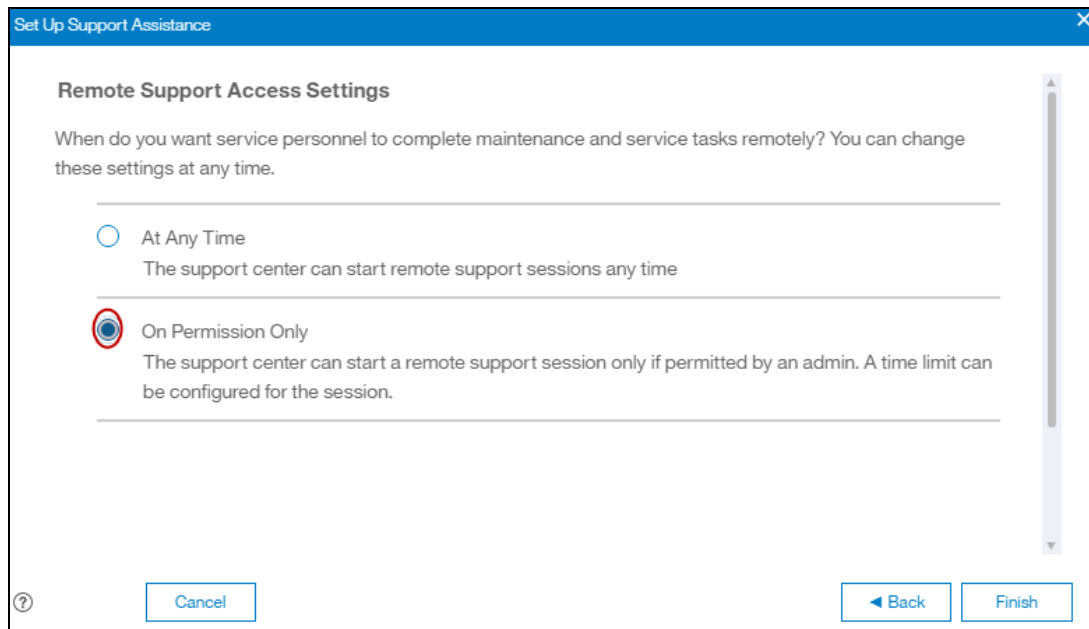 Set Up Support Assistance
Remote Support Access Settings
When do you want service personnel to complete maintenance and service tasks remotely? You can change
these settings at any time.
At Any Time
The support center can start remote support sessions any time
On Permission Only
The support center can start a remote support session only if permitted by an admin. A time limit can
be configured for the session.
? Cancel ◄ Back Finish